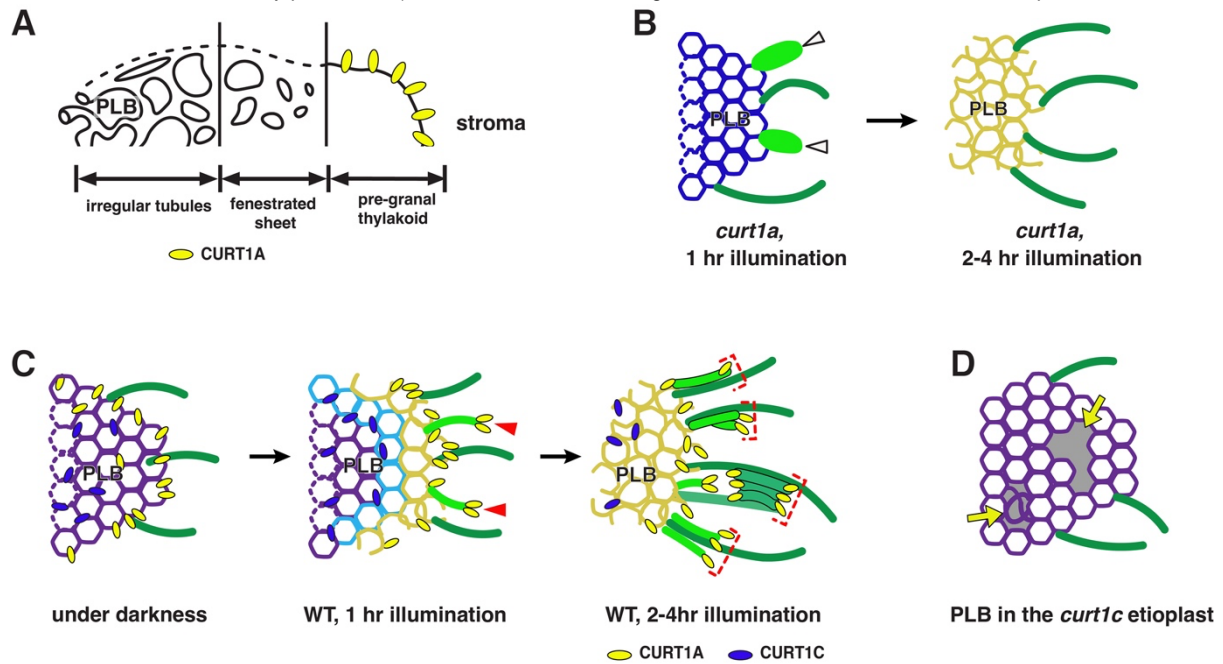 A
PLB
stroma
irregular tubules
fenestrated
sheet
pre-granal
thylakoid
CURT1A
B
PLB
PLB
curt1a,
1 hr illumination
curt1a,
2-4 hr illumination
C
PLB
PLB
PLB
under darkness
WT, 1 hr illumination
WT, 2-4hr illumination
CURT1A
CURT1C
D
PLB in the curt1c etioplast